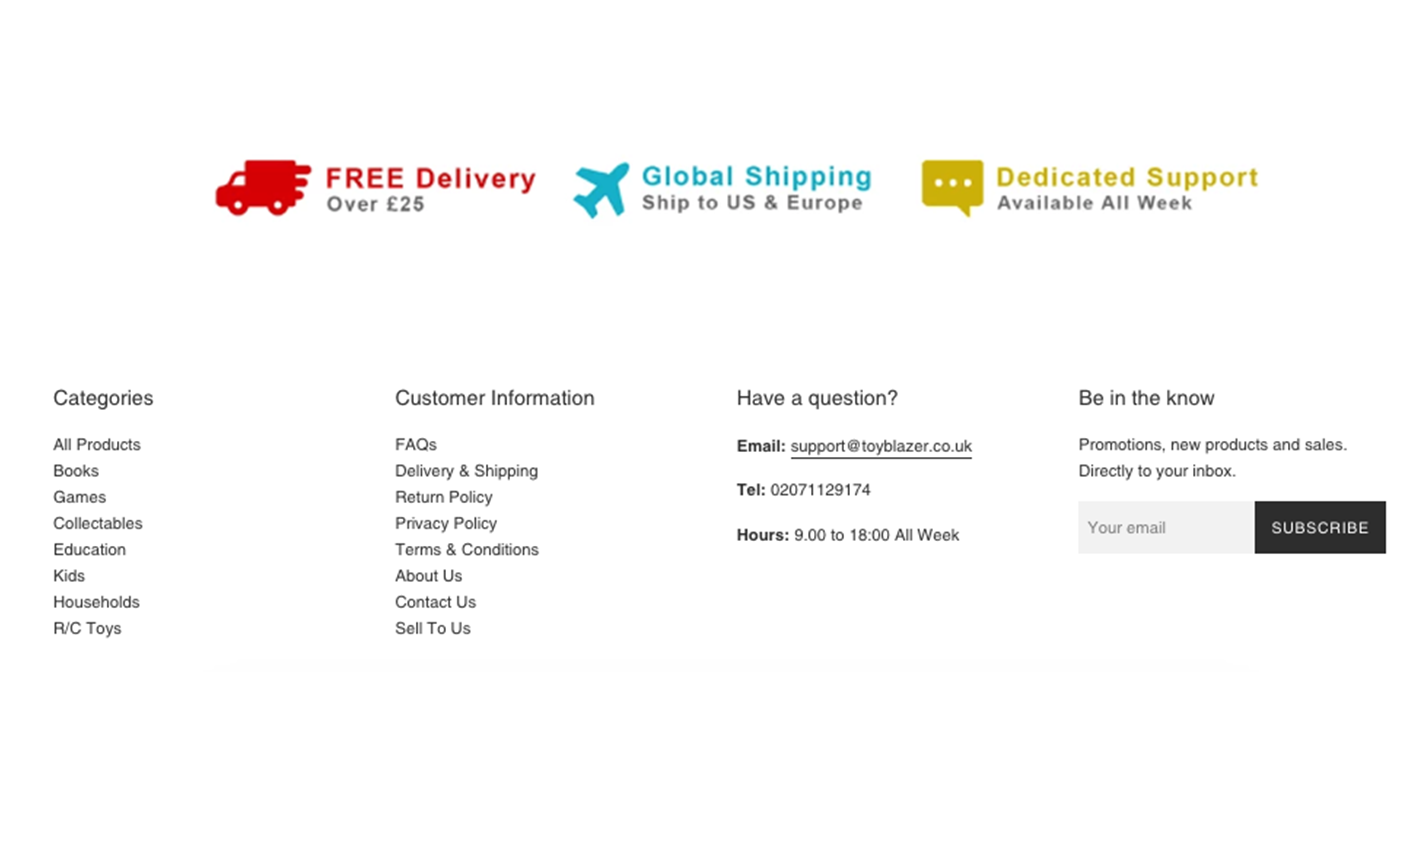 FREE Delivery
Over £25
Global Shipping
Ship to US & Europe
Dedicated Support
Available All Week
Categories
All Products
Books
Games
Collectables
Education
Kids
Households
R/C Toys
Customer Information
FAQs
Delivery & Shipping
Return Policy
Privacy Policy
Terms & Conditions
About Us
Contact Us
Sell To Us
Have a question?
Email: support@toyblazer.co.uk
Tel: 02071129174
Hours: 9.00 to 18:00 All Week
Be in the know
Promotions, new products and sales.
Directly to your inbox.
Your email
SUBSCRIBE